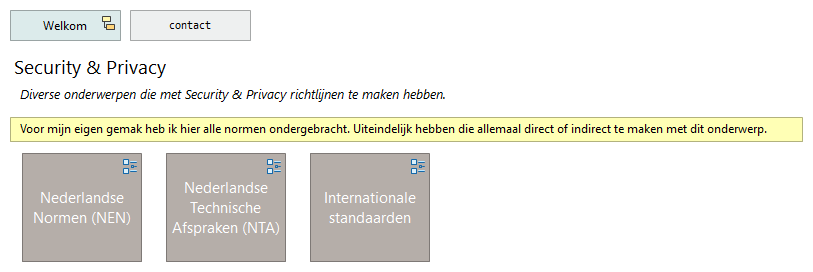 Welkom
contact
Security & Privacy
Diverse onderwerpen die met Security & Privacy richtlijnen te maken hebben.
Voor mijn eigen gemak heb ik hier alle normen ondergebracht. Uiteindelijk hebben die allemaal direct of indirect te maken met dit onderwerp.
Nederlandse
Normen (NEN)
Nederlandse
Technische
Afspraken (NTA)
Internationale
standaarden